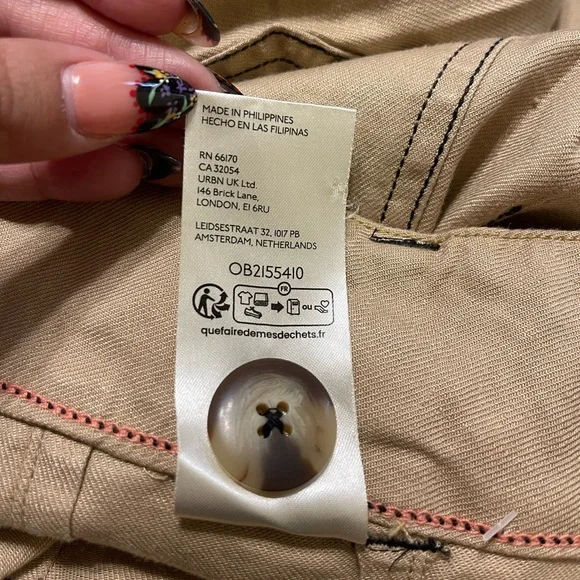 MADE IN PHILIPPINES
HECHO EN LAS FILIPINAS
RN 66170
CA 32054
URBN UK Ltd.
146 Brick Lane,
LONDON, E1 6RU
LEIDSESTRAAT 32, 1017 PB
AMSTERDAM, NETHERLANDS
OB2155410
FR
ou
quefairedemesdechets.fr